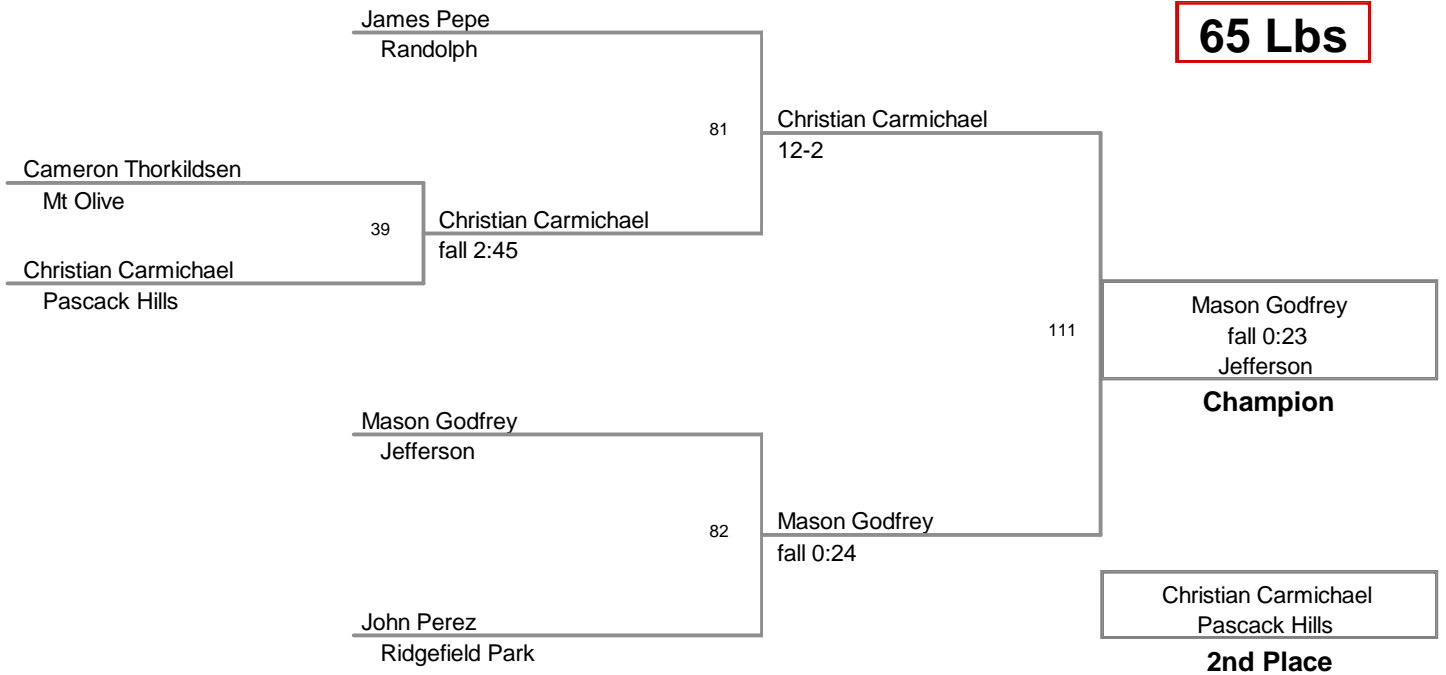 James Pepe
Randolph
65 Lbs
81
Christian Carmichael
12-2
Cameron Thorkildsen
Mt Olive
39
Christian Carmichael
fall 2:45
Christian Carmichael
Pascack Hills
111
Mason Godfrey
fall 0:23
Jefferson
Champion
Mason Godfrey
Jefferson
82
Mason Godfrey
fall 0:24
John Perez
Ridgefield Park
Christian Carmichael
Pascack Hills
2nd Place